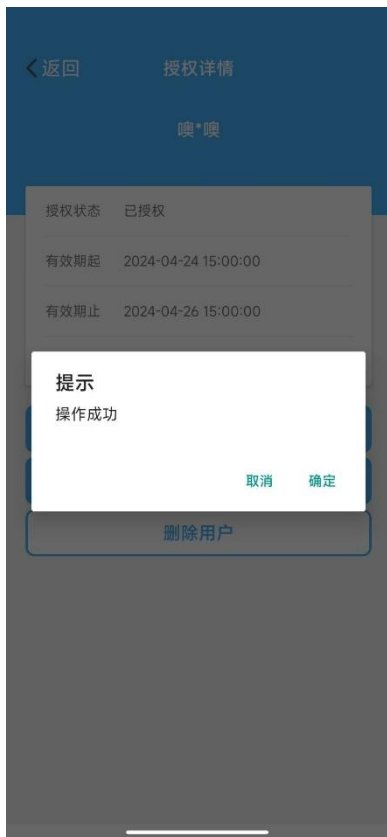 返回
授权详情
噢*噢
授权状态 已授权
有效期起 2024-04-24 15:00:00
有效期止 2024-04-26 15:00:00
提示
操作成功
取消 确定
删除用户